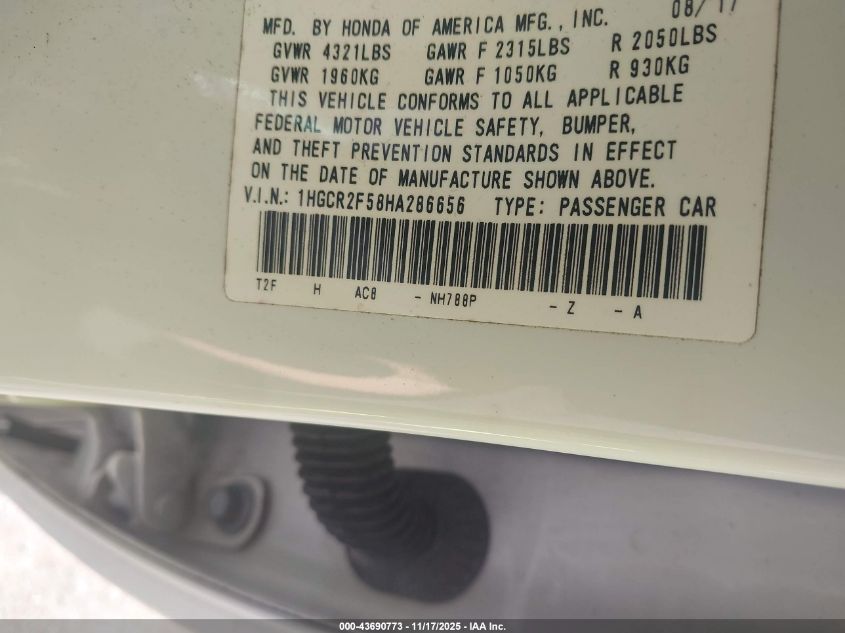 08/17
MFD. BY HONDA OF AMERICA MFG., INC.
GVWR 4321LBS GAWR F 2315LBS R 2050LBS
GVWR 1960KG GAWR F 1050KG R 930KG
THIS VEHICLE CONFORMS TO ALL APPLICABLE
FEDERAL MOTOR VEHICLE SAFETY, BUMPER,
AND THEFT PREVENTION STANDARDS IN EFFECT
ON THE DATE OF MANUFACTURE SHOWN ABOVE.
V.I.N.: 1HGCR2F58HA286656 TYPE: PASSENGER CAR
T2F H AC8 - NH788P - Z - A
000-43690773 - 11/17/2025 - IAA Inc.